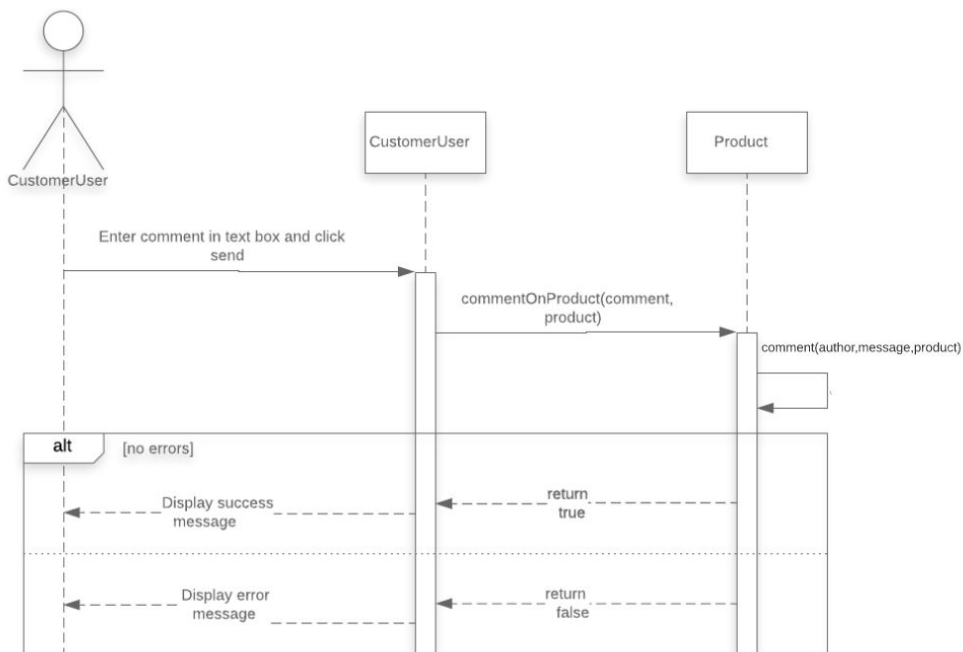 CustomerUser
Product
CustomerUser
Enter comment in text box and click
send
commentOnProduct(comment,
product)
comment(author,message,product)
alt
[no errors]
Display success
message
return
true
Display error
message
return
false